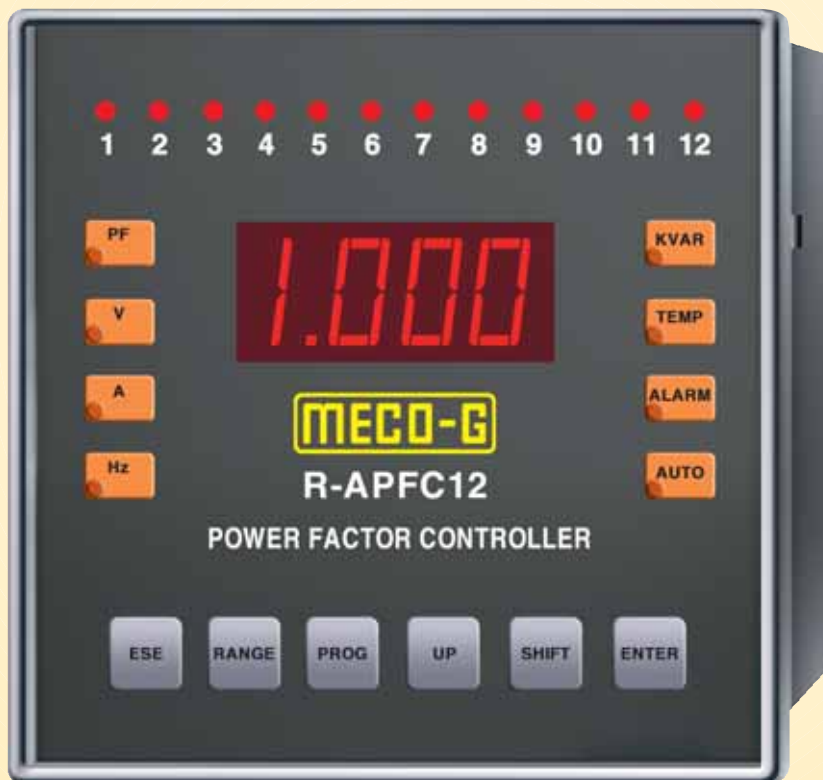 1 2 3 4 5 6 7 8 9 10 11 12
PF
V
A
Hz
1.000
KVAR
TEMP
ALARM
AUTO
MECO-G
R-APFC12
POWER FACTOR CONTROLLER
ESE RANGE PROG UP SHIFT ENTER